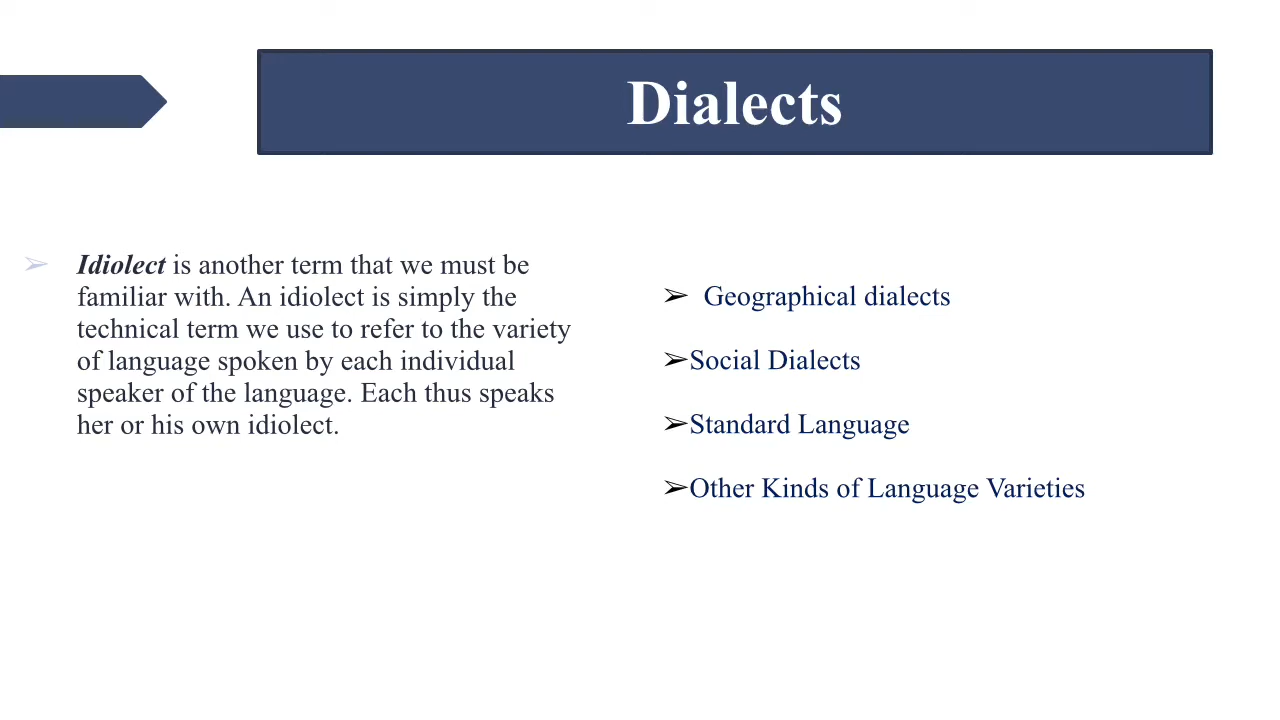 Dialects
➢ Idiolect is another term that we must be
familiar with. An idiolect is simply the
technical term we use to refer to the variety
of language spoken by each individual
speaker of the language. Each thus speaks
her or his own idiolect.
➢ Geographical dialects
➢Social Dialects
➢Standard Language
➢Other Kinds of Language Varieties